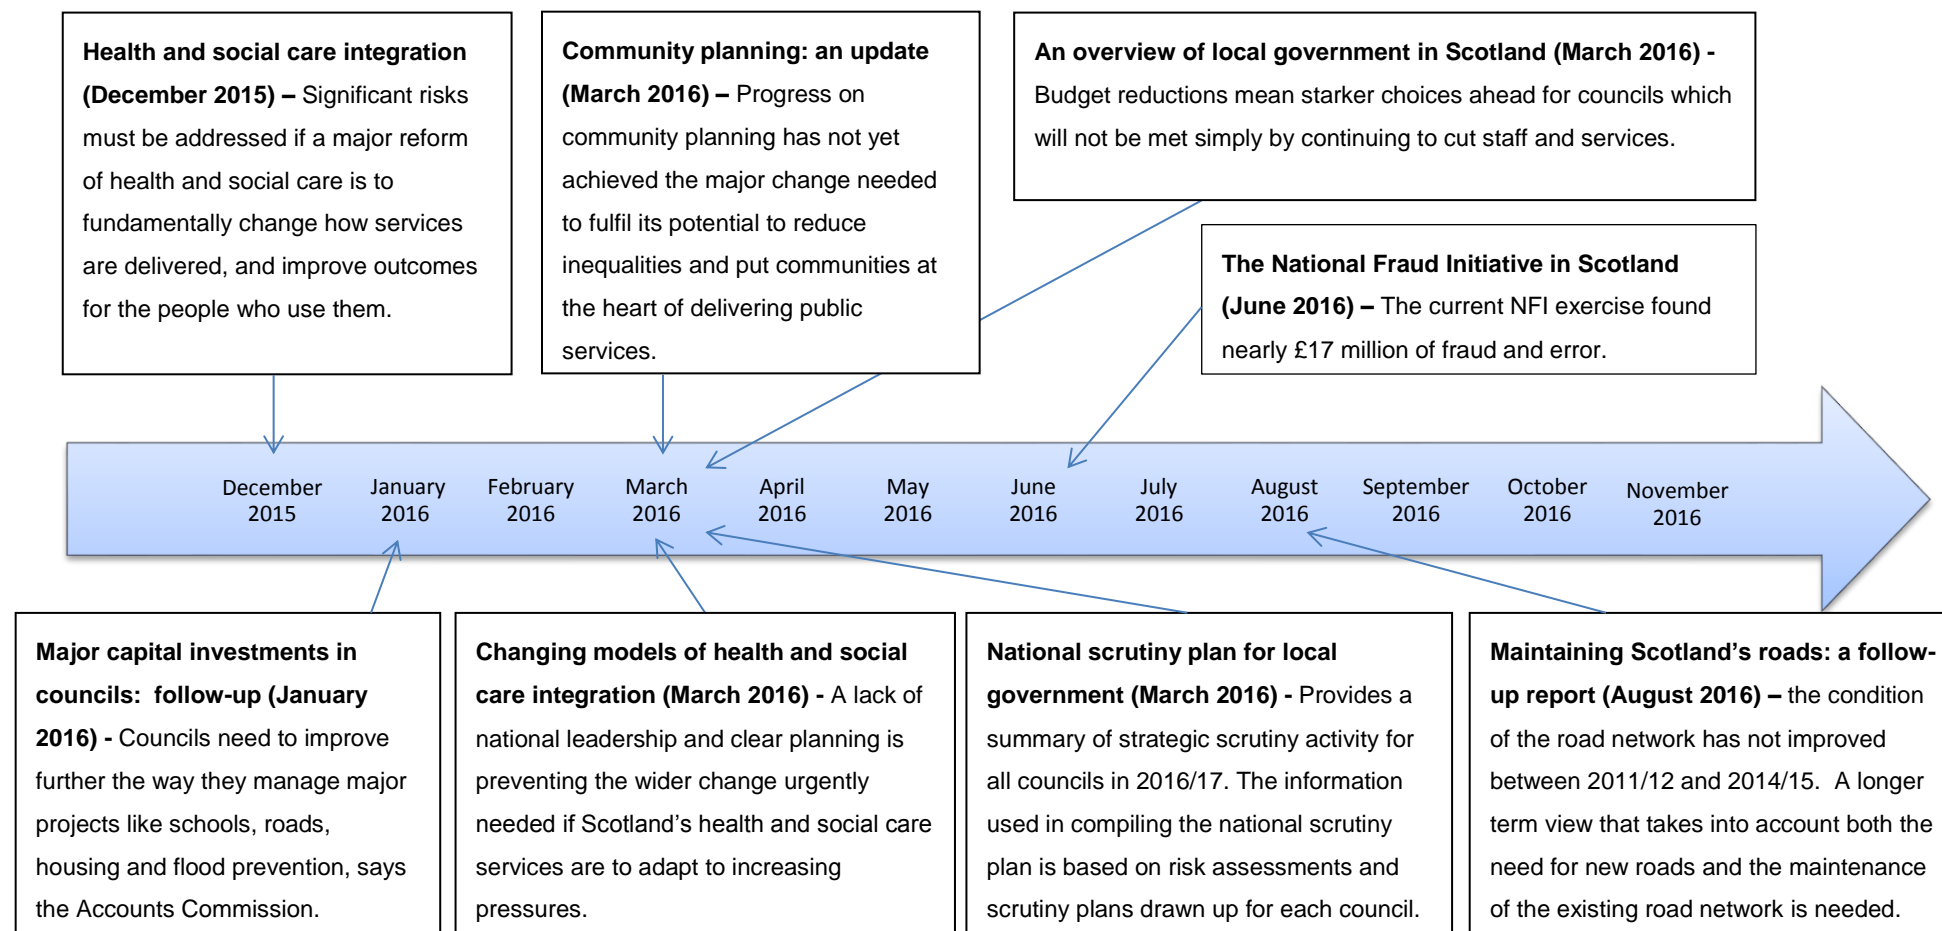 Health and social care integration
(December 2015) – Significant risks
must be addressed if a major reform
of health and social care is to
fundamentally change how services
are delivered, and improve outcomes
for the people who use them.
Community planning: an update
(March 2016) – Progress on
community planning has not yet
achieved the major change needed
to fulfil its potential to reduce
inequalities and put communities at
the heart of delivering public
services.
An overview of local government in Scotland (March 2016) -
Budget reductions mean starker choices ahead for councils which
will not be met simply by continuing to cut staff and services.
The National Fraud Initiative in Scotland
(June 2016) – The current NFI exercise found
nearly £17 million of fraud and error.
December
2015
January
2016
February
2016
March
2016
April
2016
May
2016
June
2016
July
2016
August
2016
September
2016
October
2016
November
2016
Major capital investments in
councils:  follow-up (January
2016) - Councils need to improve
further the way they manage major
projects like schools, roads,
housing and flood prevention, says
the Accounts Commission.
Changing models of health and social
care integration (March 2016) - A lack of
national leadership and clear planning is
preventing the wider change urgently
needed if Scotland’s health and social care
services are to adapt to increasing
pressures.
National scrutiny plan for local
government (March 2016) - Provides a
summary of strategic scrutiny activity for
all councils in 2016/17. The information
used in compiling the national scrutiny
plan is based on risk assessments and
scrutiny plans drawn up for each council.
Maintaining Scotland’s roads: a follow-
up report (August 2016) – the condition
of the road network has not improved
between 2011/12 and 2014/15.  A longer
term view that takes into account both the
need for new roads and the maintenance
of the existing road network is needed.